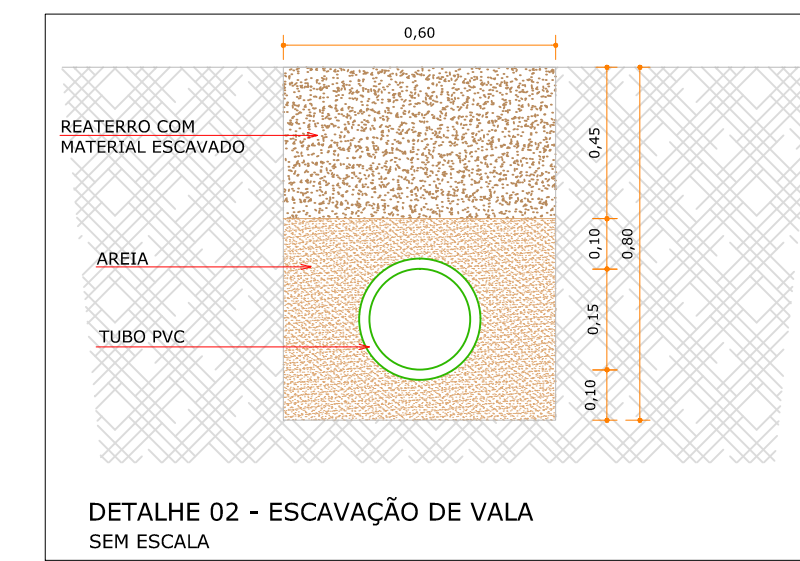 0,60
REATERRO COM
MATERIAL ESCAVADO
0,45
AREIA
0,10
0,80
TUBO PVC
0,15
0,10
DETALHE 02 - ESCAVAÇÃO DE VALA
SEM ESCALA